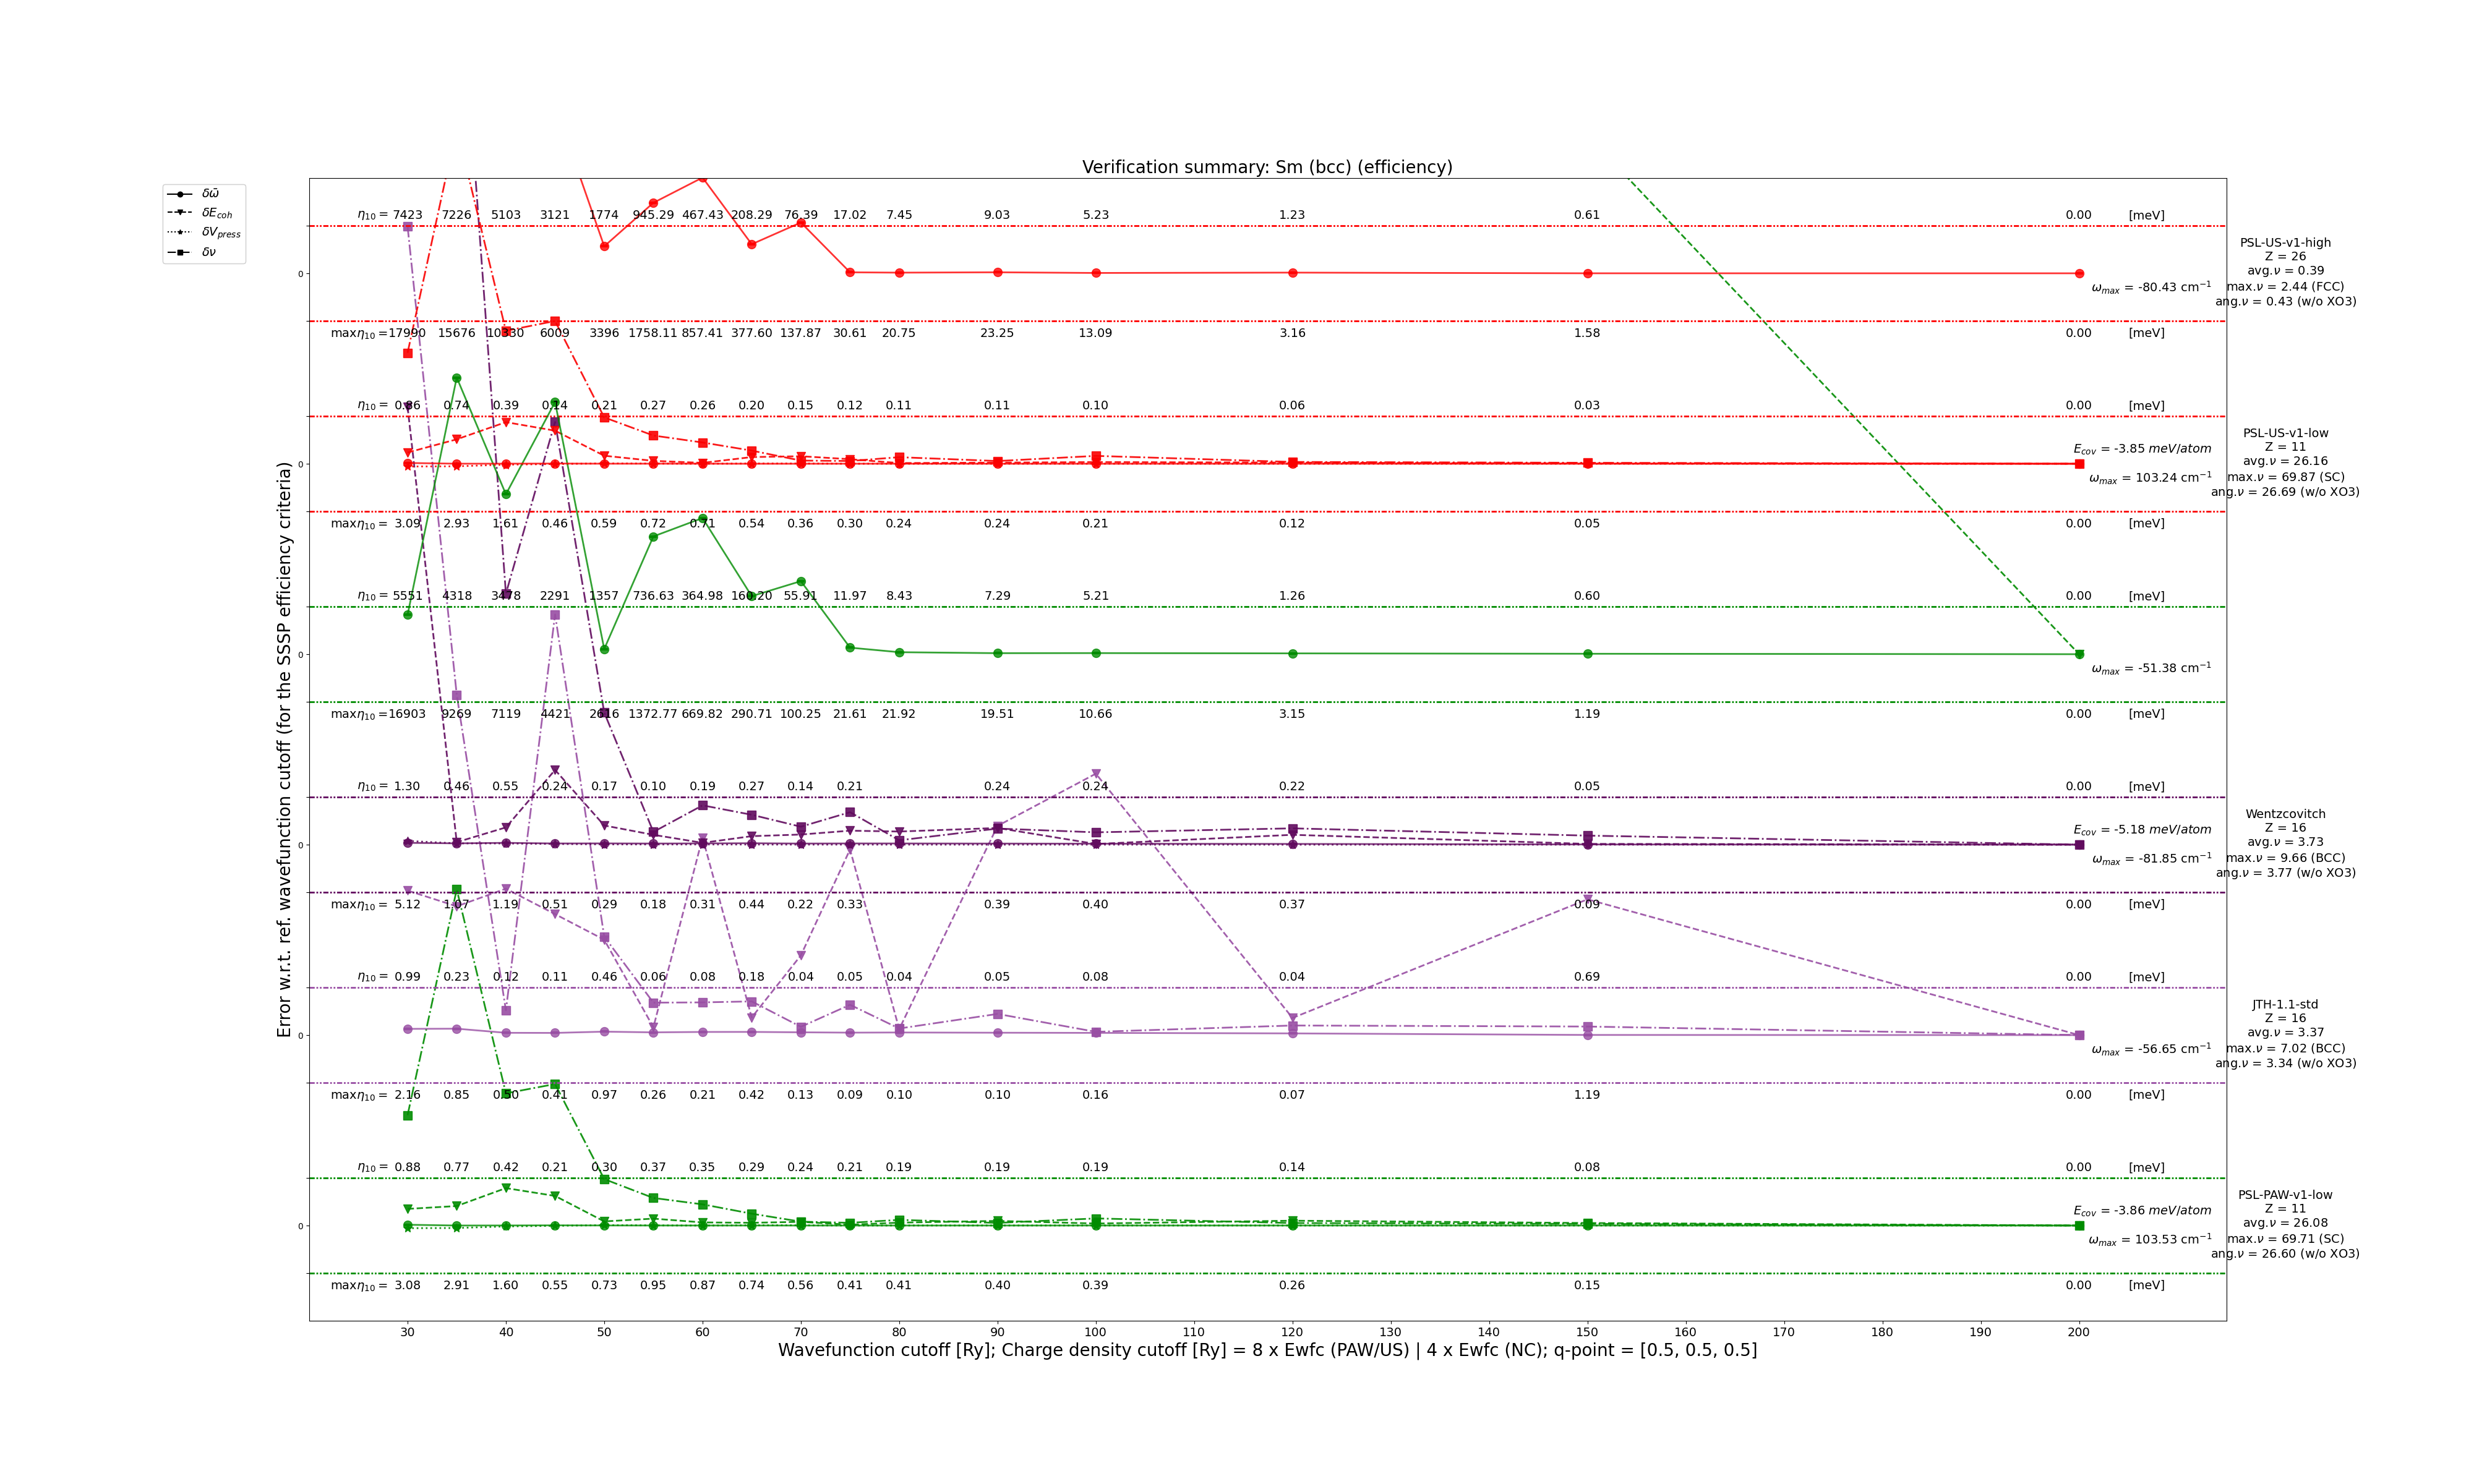 Verification summary: Sm (bcc) (efficiency)
δω̄
δE_coh
δV_press
δν
η₁₀ = 7423 7226 5103 3121 1774 945.29 467.43 208.29 76.39 17.02 7.45 9.03 5.23 1.23 0.61 0.00 [meV]
PSL-US-v1-high
Z = 26
avg.ν = 0.39
ω_max = -80.43 cm⁻¹
max.ν = 2.44 (FCC)
ang.ν = 0.43 (w/o XO3)
maxη₁₀ = 17990 15676 10330 6009 3396 1758.11 857.41 377.60 137.87 30.61 20.75 23.25 13.09 3.16 1.58 0.00 [meV]
η₁₀ = 0.86 0.74 0.39 0.14 0.21 0.27 0.26 0.20 0.15 0.12 0.11 0.11 0.10 0.06 0.03 0.00 [meV]
PSL-US-v1-low
Z = 11
E_cov = -3.85 meV/atom
avg.ν = 26.16
ω_max = 103.24 cm⁻¹
max.ν = 69.87 (SC)
ang.ν = 26.69 (w/o XO3)
maxη₁₀ = 3.09 2.93 1.61 0.46 0.59 0.72 0.71 0.54 0.36 0.30 0.24 0.24 0.21 0.12 0.05 0.00 [meV]
η₁₀ = 5551 4318 3478 2291 1357 736.63 364.98 160.20 55.91 11.97 8.43 7.29 5.21 1.26 0.60 0.00 [meV]
ω_max = -51.38 cm⁻¹
maxη₁₀ = 16903 9269 7119 4421 2616 1372.77 669.82 290.71 100.25 21.61 21.92 19.51 10.66 3.15 1.19 0.00 [meV]
η₁₀ = 1.30 0.46 0.55 0.24 0.17 0.10 0.19 0.27 0.14 0.21 0.24 0.24 0.22 0.05 0.00 [meV]
Wentzcovitch
Z = 16
E_cov = -5.18 meV/atom
avg.ν = 3.73
ω_max = -81.85 cm⁻¹
max.ν = 9.66 (BCC)
ang.ν = 3.77 (w/o XO3)
maxη₁₀ = 5.12 1.07 1.19 0.51 0.29 0.18 0.31 0.44 0.22 0.33 0.39 0.40 0.37 0.09 0.00 [meV]
η₁₀ = 0.99 0.23 0.12 0.11 0.46 0.06 0.08 0.18 0.04 0.05 0.04 0.05 0.08 0.04 0.69 0.00 [meV]
JTH-1.1-std
Z = 16
avg.ν = 3.37
ω_max = -56.65 cm⁻¹
max.ν = 7.02 (BCC)
ang.ν = 3.34 (w/o XO3)
maxη₁₀ = 2.16 0.85 0.50 0.41 0.97 0.26 0.21 0.42 0.13 0.09 0.10 0.10 0.16 0.07 1.19 0.00 [meV]
η₁₀ = 0.88 0.77 0.42 0.21 0.30 0.37 0.35 0.29 0.24 0.21 0.19 0.19 0.19 0.14 0.08 0.00 [meV]
PSL-PAW-v1-low
Z = 11
E_cov = -3.86 meV/atom
avg.ν = 26.08
ω_max = 103.53 cm⁻¹
max.ν = 69.71 (SC)
ang.ν = 26.60 (w/o XO3)
maxη₁₀ = 3.08 2.91 1.60 0.55 0.73 0.95 0.87 0.74 0.56 0.41 0.41 0.40 0.39 0.26 0.15 0.00 [meV]
0
0
0
0
0
0
Error w.r.t. ref. wavefunction cutoff (for the SSSP efficiency criteria)
30 40 50 60 70 80 90 100 110 120 130 140 150 160 170 180 190 200
Wavefunction cutoff [Ry]; Charge density cutoff [Ry] = 8 x Ewfc (PAW/US) | 4 x Ewfc (NC); q-point = [0.5, 0.5, 0.5]